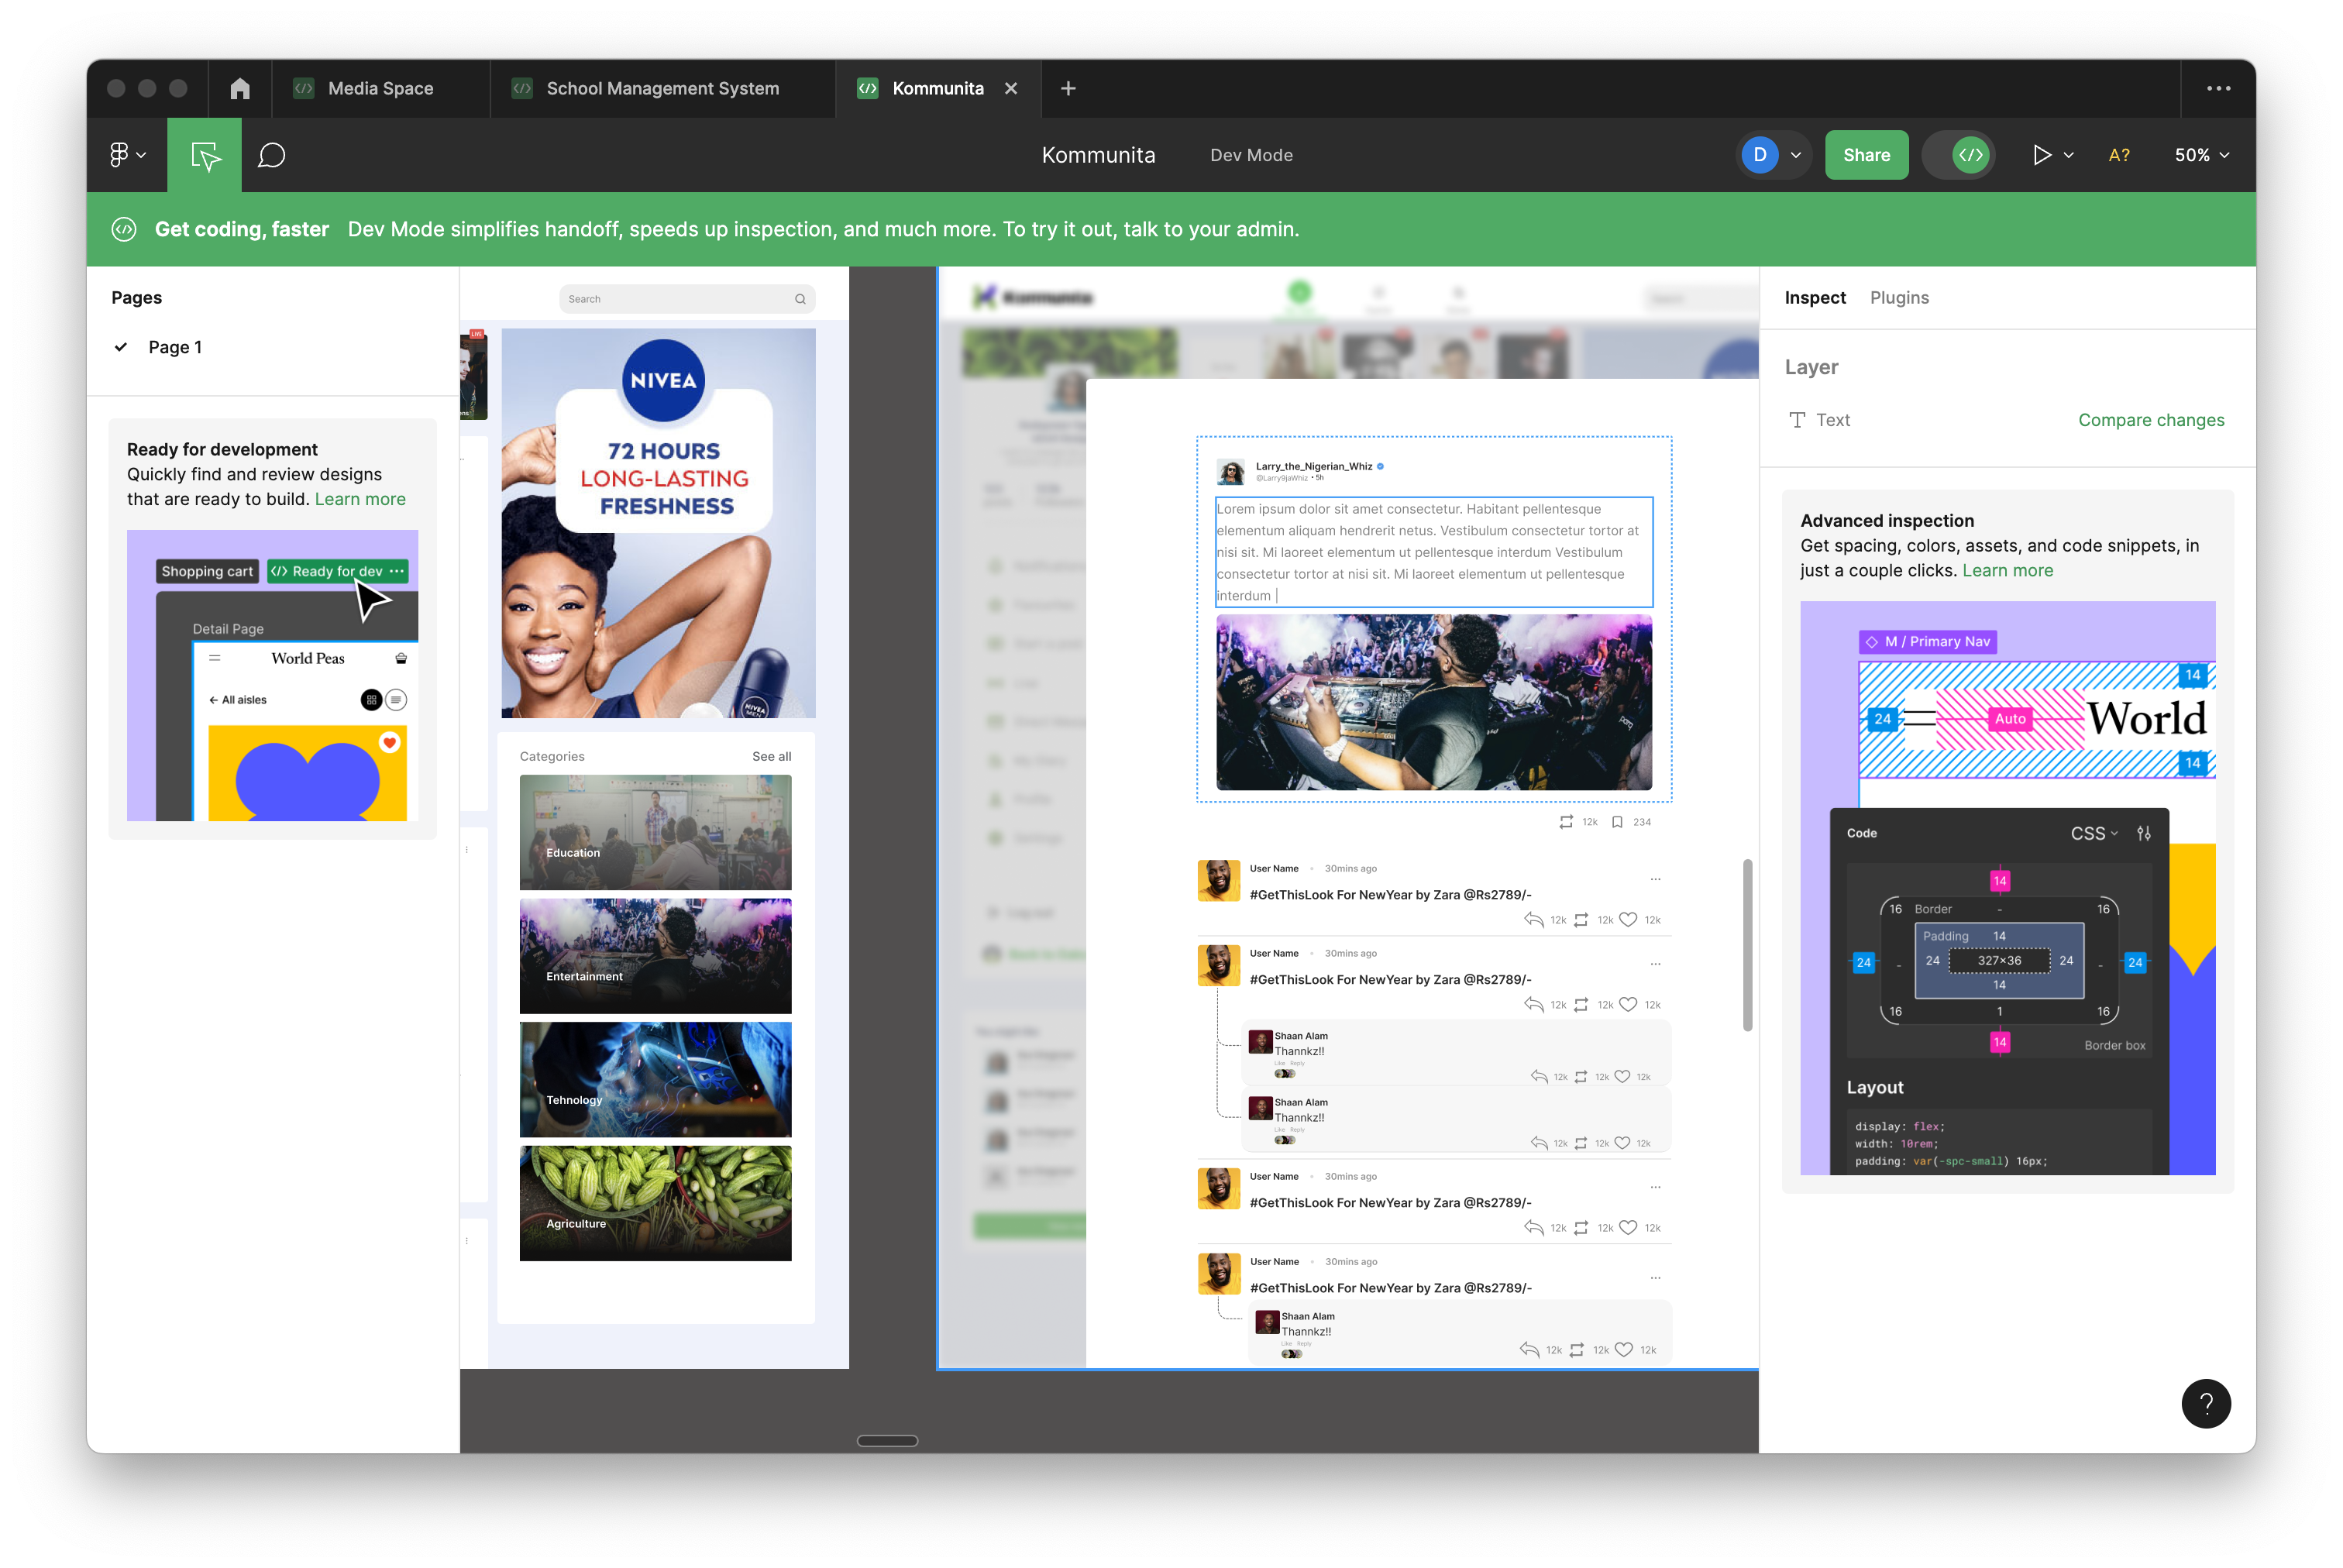 Media Space
School Management System
Kommunita
Kommunita
Dev Mode
D
Share
A?
50%
Get coding, faster Dev Mode simplifies handoff, speeds up inspection, and much more. To try it out, talk to your admin.
Pages
Page 1
Ready for development
Quickly find and review designs
that are ready to build. Learn more
Shopping cart
Ready for dev
Detail Page
World Peas
All aisles
Search
LIVE
NIVEA
72 HOURS
LONG-LASTING
FRESHNESS
NIVEA
MEN
Categories
See all
Education
Entertainment
Tehnology
Agriculture
Kommunita
Larry_the_Nigerian_Whiz
@Larry9jaWhiz • 5h
Lorem ipsum dolor sit amet consectetur. Habitant pellentesque
elementum aliquam hendrerit netus. Vestibulum consectetur tortor at
nisi sit. Mi laoreet elementum ut pellentesque interdum Vestibulum
consectetur tortor at nisi sit. Mi laoreet elementum ut pellentesque
interdum |
12k 234
User Name • 30mins ago
#GetThisLook For NewYear by Zara @Rs2789/-
12k 12k 12k
User Name • 30mins ago
#GetThisLook For NewYear by Zara @Rs2789/-
12k 12k 12k
Shaan Alam
Thannkz!!
Like Reply
12k 12k 12k
Shaan Alam
Thannkz!!
Like Reply
12k 12k 12k
User Name • 30mins ago
#GetThisLook For NewYear by Zara @Rs2789/-
12k 12k 12k
User Name • 30mins ago
#GetThisLook For NewYear by Zara @Rs2789/-
Shaan Alam
Thannkz!!
Like Reply
12k 12k 12k
Inspect Plugins
Layer
Text
Compare changes
Advanced inspection
Get spacing, colors, assets, and code snippets, in
just a couple clicks. Learn more
M / Primary Nav
14
24
Auto
World
14
Code
CSS
14
16 Border - 16
Padding 14
24 - 24 327×36 24 - 24
14
16 1 16
14
Border box
Layout
display: flex;
width: 10rem;
padding: var(-spc-small) 16px;
?